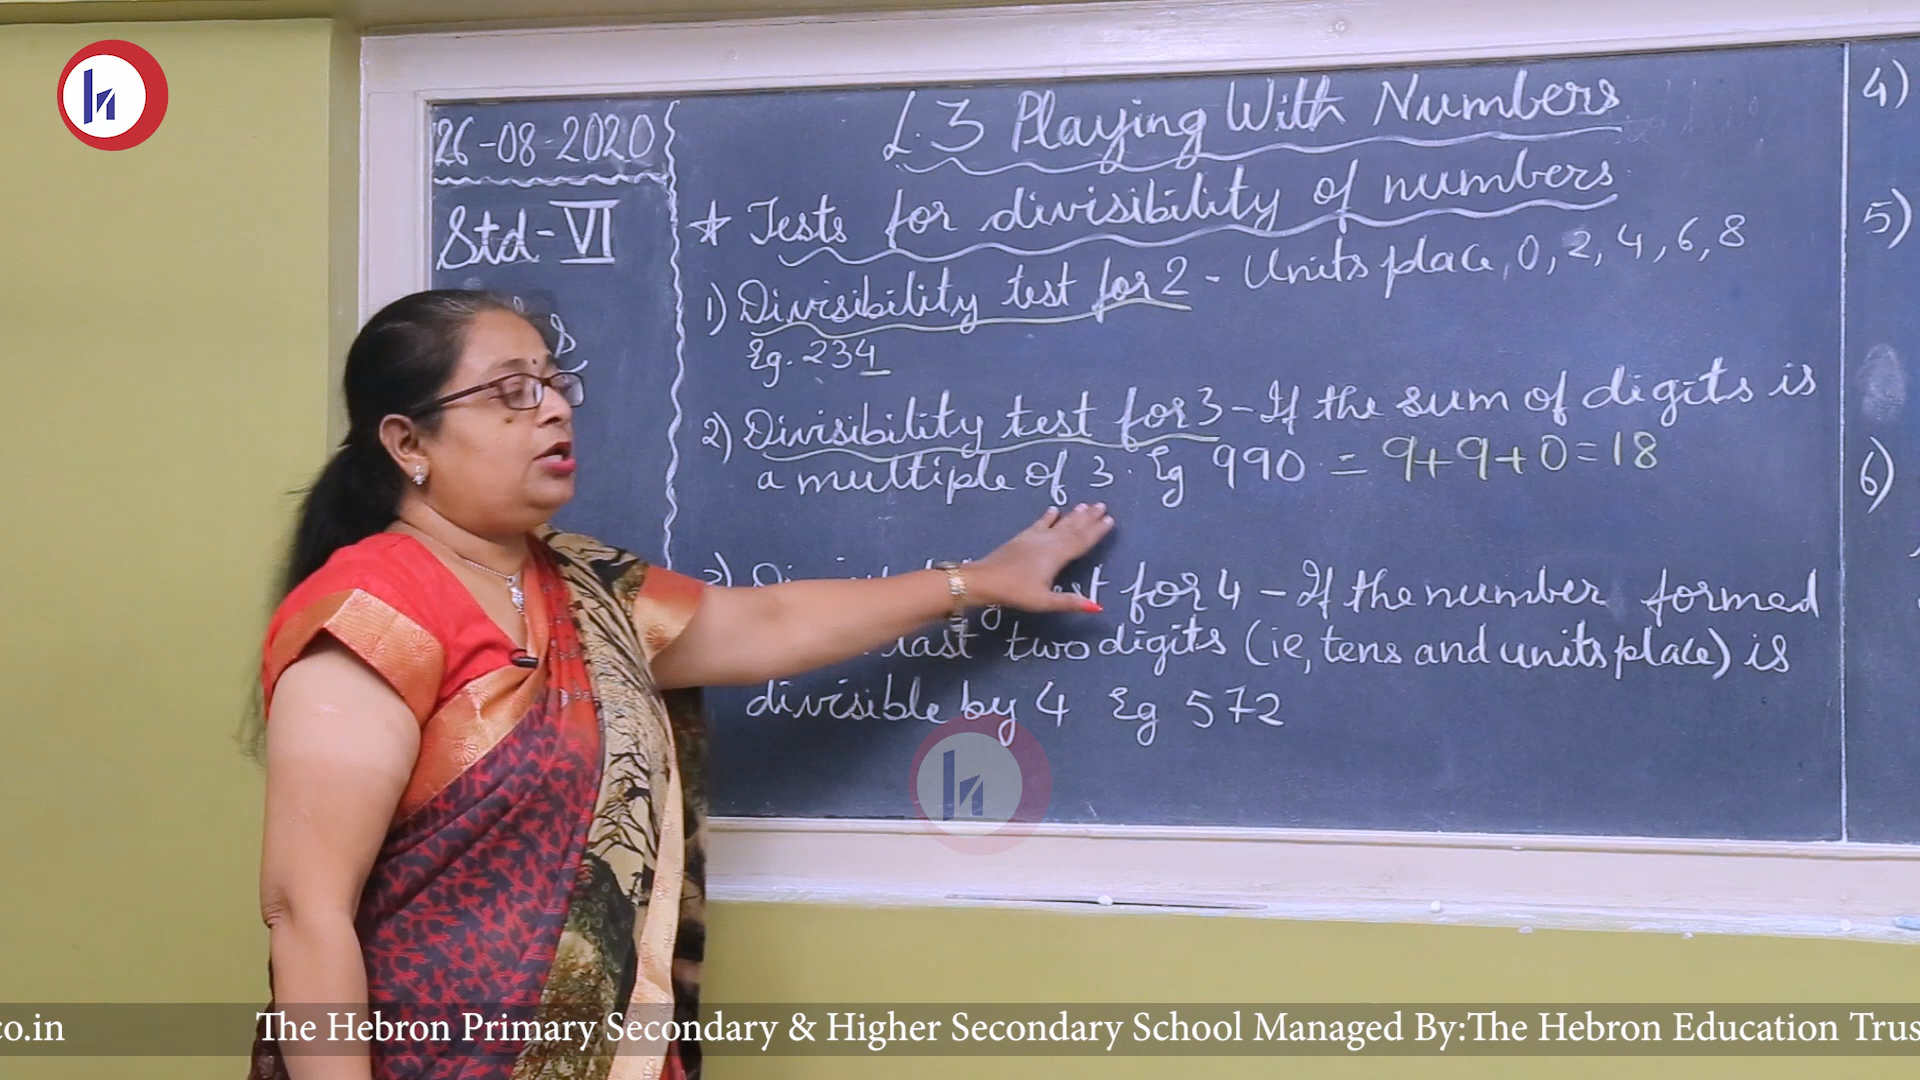 26-08-2020
Std-VI
L.3 Playing With Numbers
★ Tests for divisibility of numbers
1) Divisibility test for 2 - Units place, 0, 2, 4, 6, 8
Eg. 234
2) Divisibility test for 3 - If the sum of digits is
a multiple of 3. Eg 990 = 9+9+0=18
3) for 4 - If the number formed
last two digits (ie, tens and units place) is
divisible by 4 Eg 572
4)
5)
6)
co.in The Hebron Primary Secondary & Higher Secondary School Managed By:The Hebron Education Trus